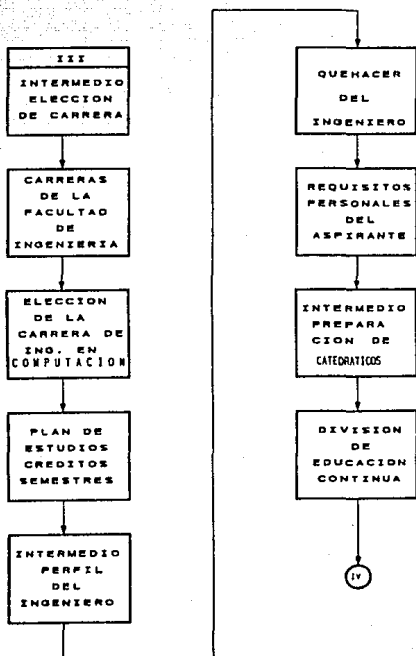 III
INTERMEDIO
ELECCION
DE CARRERA
CARRERAS
DE LA
FACULTAD
DE
INGENIERIA
ELECCION
DE LA
CARRERA DE
ING. EN
COMPUTACION
PLAN DE
ESTUDIOS
CREDITOS
SEMESTRES
INTERMEDIO
PERFIL
DEL
INGENIERO
QUEHACER
DEL
INGENIERO
REQUISITOS
PERSONALES
DEL
ASPIRANTE
INTERMEDIO
PREPARA
CION DE
CATEDRATICOS
DIVISION
DE
EDUCACION
CONTINUA
IV